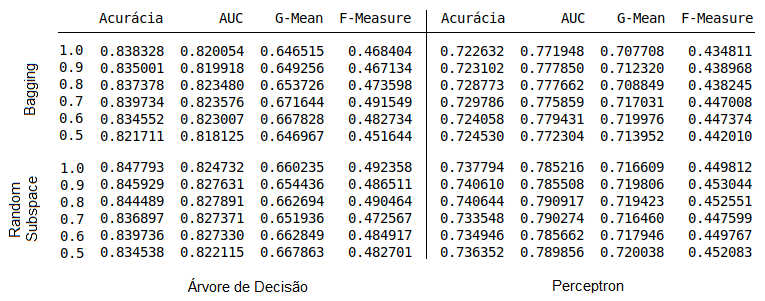 Acurácia AUC G-Mean F-Measure Acurácia AUC G-Mean F-Measure
Bagging
1.0 0.838328 0.820054 0.646515 0.468404 0.722632 0.771948 0.707708 0.434811
0.9 0.835001 0.819918 0.649256 0.467134 0.723102 0.777850 0.712320 0.438968
0.8 0.837378 0.823480 0.653726 0.473598 0.728773 0.777662 0.708849 0.438245
0.7 0.839734 0.823576 0.671644 0.491549 0.729786 0.775859 0.717031 0.447008
0.6 0.834552 0.823007 0.667828 0.482734 0.724058 0.779431 0.719976 0.447374
0.5 0.821711 0.818125 0.646967 0.451644 0.724530 0.772304 0.713952 0.442010
Random
Subspace
1.0 0.847793 0.824732 0.660235 0.492358 0.737794 0.785216 0.716609 0.449812
0.9 0.845929 0.827631 0.654436 0.486511 0.740610 0.785508 0.719806 0.453044
0.8 0.844489 0.827891 0.662694 0.490464 0.740644 0.790917 0.719423 0.452551
0.7 0.836897 0.827371 0.651936 0.472567 0.733548 0.790274 0.716460 0.447599
0.6 0.839736 0.827330 0.662849 0.484917 0.734946 0.785662 0.717946 0.449767
0.5 0.834538 0.822115 0.667863 0.482701 0.736352 0.789856 0.720038 0.452083
Árvore de Decisão Perceptron